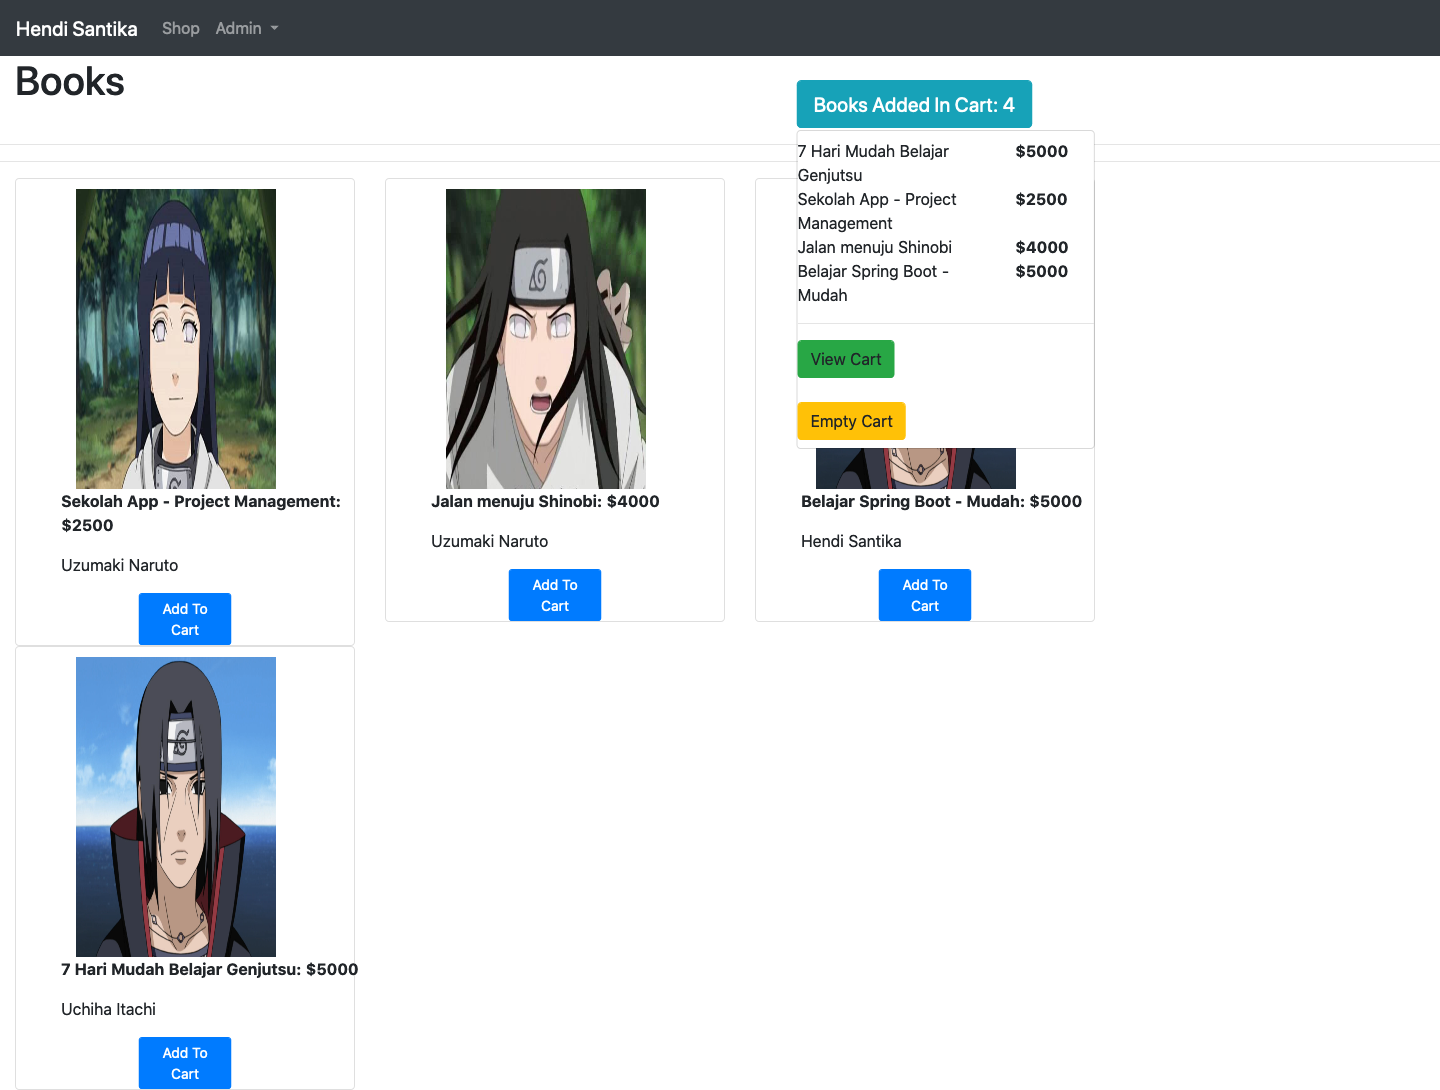 Hendi Santika Shop Admin
Books
Books Added In Cart: 4
7 Hari Mudah Belajar $5000
Genjutsu
Sekolah App - Project $2500
Management
Jalan menuju Shinobi $4000
Belajar Spring Boot - $5000
Mudah
View Cart
Empty Cart
Sekolah App - Project Management:
$2500
Uzumaki Naruto
Add To
Cart
Jalan menuju Shinobi: $4000
Uzumaki Naruto
Add To
Cart
Belajar Spring Boot - Mudah: $5000
Hendi Santika
Add To
Cart
7 Hari Mudah Belajar Genjutsu: $5000
Uchiha Itachi
Add To
Cart